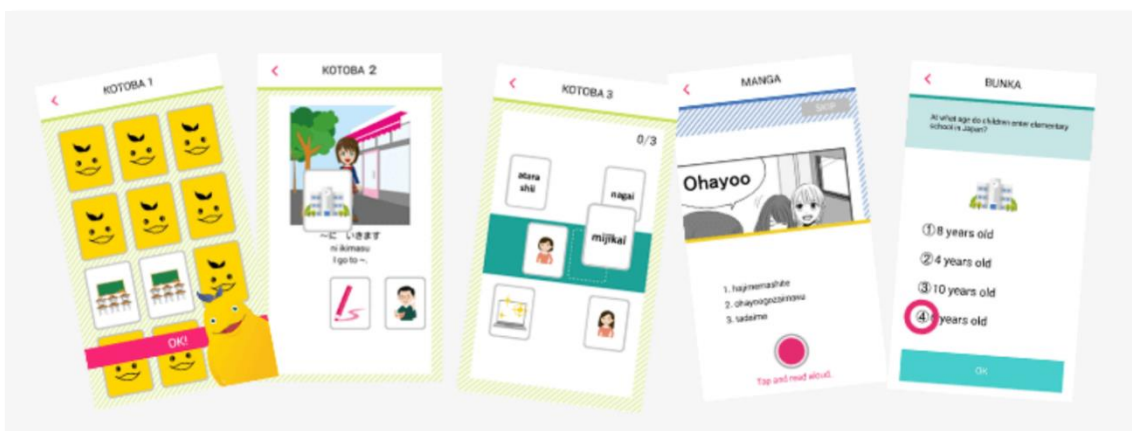 KOTOBA 1
OK!
KOTOBA 2
～に いきます
ni ikimasu
I go to ～.
KOTOBA 3
0/3
atara
shii
nagai
mijikai
MANGA
SKIP
Ohayoo
1. hajimemashite
2. ohayoogozaimasu
3. tadaima
Tap and read aloud.
BUNKA
At what age do children enter elementary
school in Japan?
①8 years old
②4 years old
③10 years old
④ years old
OK